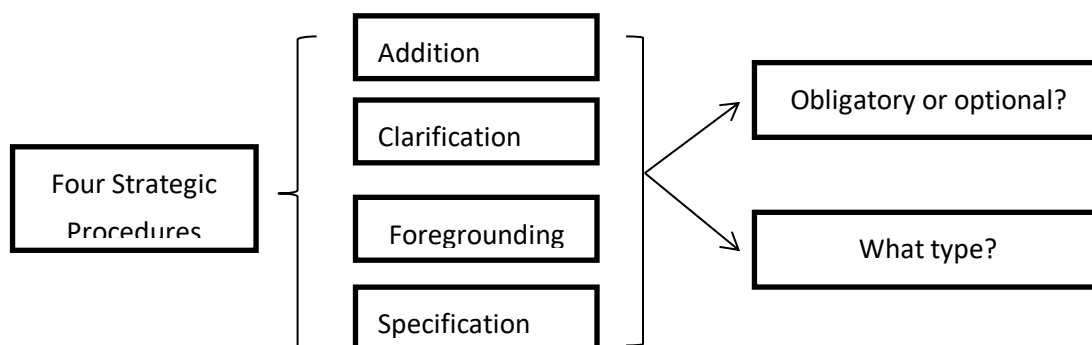 Addition
Obligatory or optional?
Clarification
Four Strategic
Procedures
Foregrounding
What type?
Specification